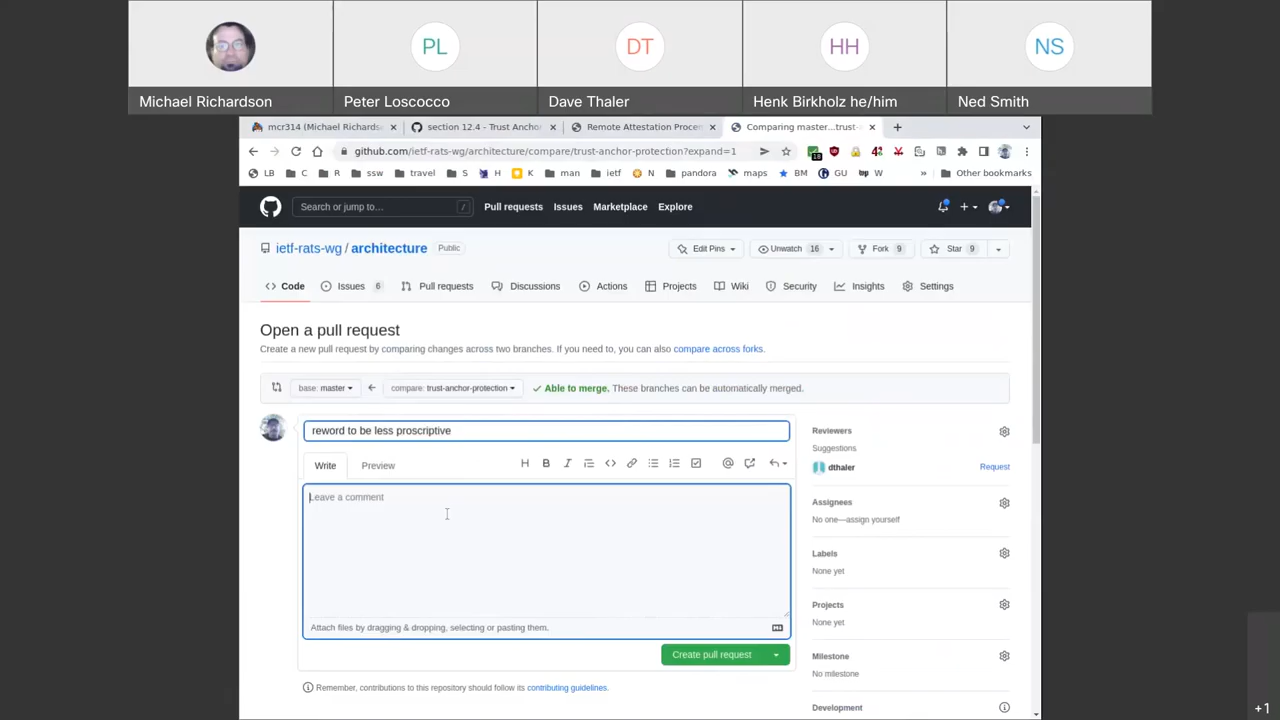 PL
DT
HH
NS
Michael Richardson
Peter Loscocco
Dave Thaler
Henk Birkholz he/him
Ned Smith
mcr314 (Michael Richards
section 12.4 - Trust Ancho
Remote Attestation Proce
Comparing master...trust-
github.com/ietf-rats-wg/architecture/compare/trust-anchor-protection?expand=1
18
LB C R ssw travel S H K man ietf N pandora maps BM GU W » Other bookmarks
Search or jump to… /
Pull requests Issues Marketplace Explore
ietf-rats-wg / architecture Public
Edit Pins Unwatch 16 Fork 9 Star 9
Code Issues 6 Pull requests Discussions Actions Projects Wiki Security Insights Settings
Open a pull request
Create a new pull request by comparing changes across two branches. If you need to, you can also compare across forks.
base: master compare: trust-anchor-protection Able to merge. These branches can be automatically merged.
reword to be less proscriptive
Write Preview
Leave a comment
Attach files by dragging & dropping, selecting or pasting them.
Create pull request
Remember, contributions to this repository should follow its contributing guidelines.
Reviewers
Suggestions
dthaler Request
Assignees
No one—assign yourself
Labels
None yet
Projects
None yet
Milestone
No milestone
Development
+1